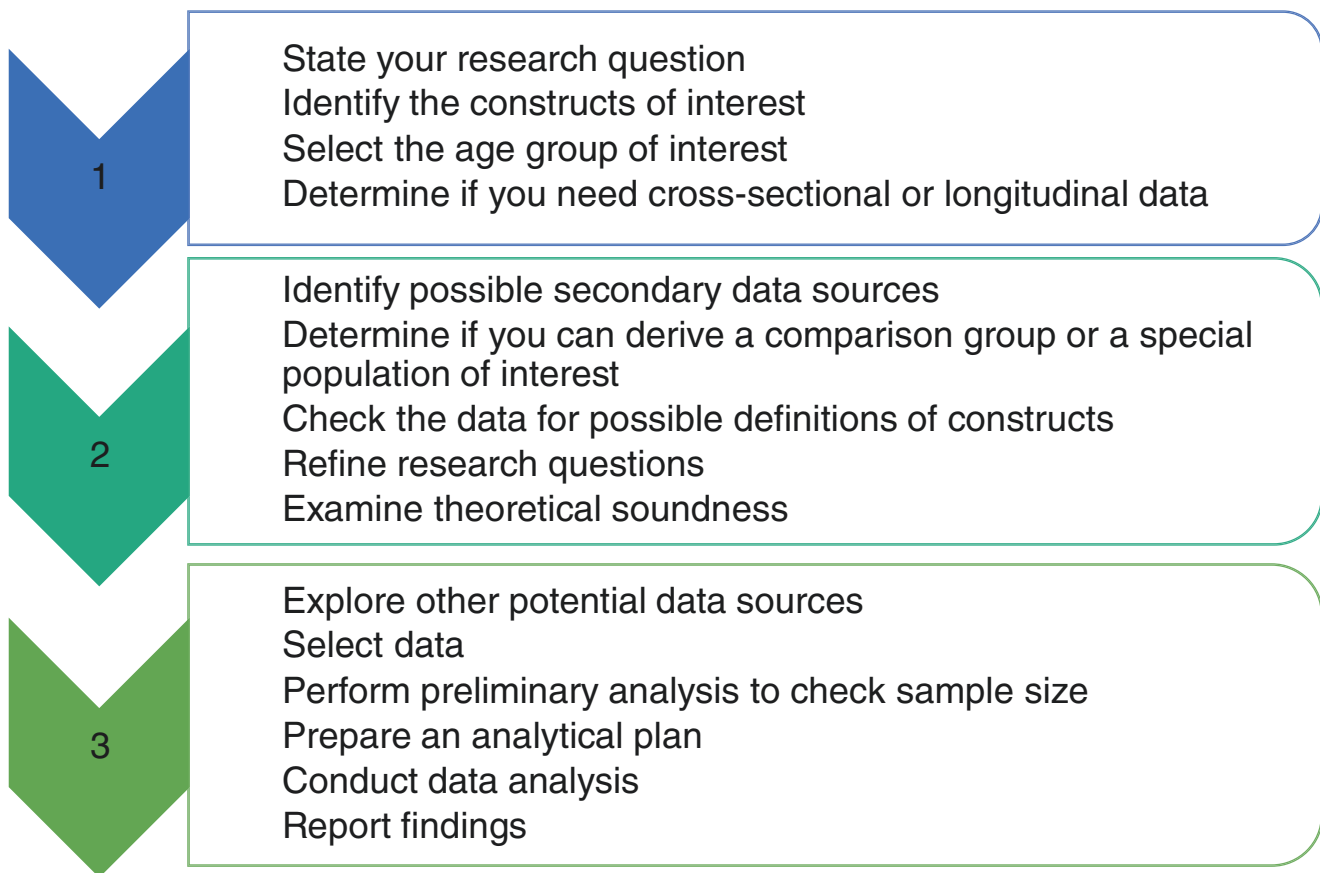 1
State your research question
Identify the constructs of interest
Select the age group of interest
Determine if you need cross-sectional or longitudinal data
2
Identify possible secondary data sources
Determine if you can derive a comparison group or a special
population of interest
Check the data for possible definitions of constructs
Refine research questions
Examine theoretical soundness
3
Explore other potential data sources
Select data
Perform preliminary analysis to check sample size
Prepare an analytical plan
Conduct data analysis
Report findings